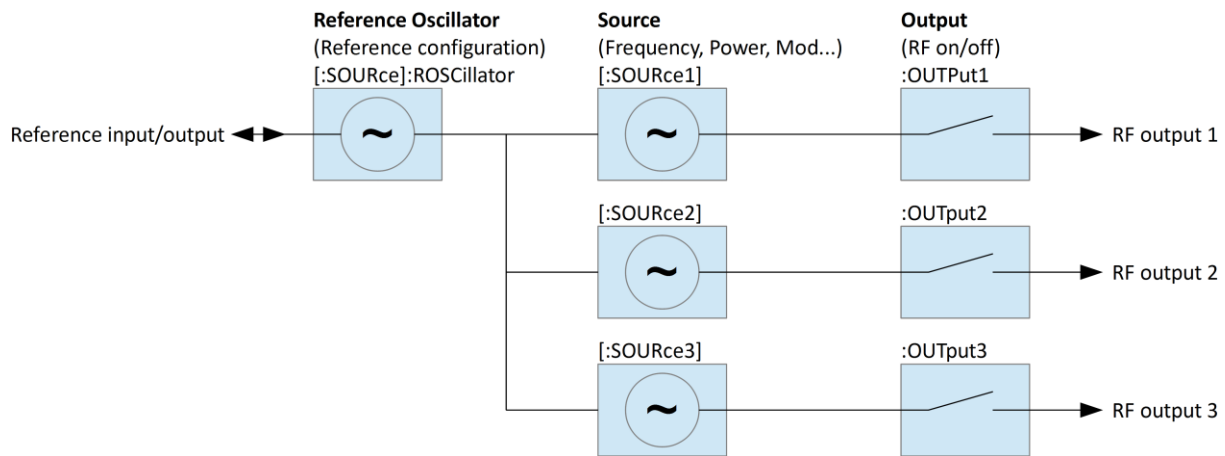 Reference Oscillator
(Reference configuration)
[:SOURce]:ROSCillator
Source
(Frequency, Power, Mod...)
[:SOURce1]
Output
(RF on/off)
:OUTPut1
Reference input/output
RF output 1
[:SOURce2]
:OUTput2
RF output 2
[:SOURce3]
:OUTput3
RF output 3